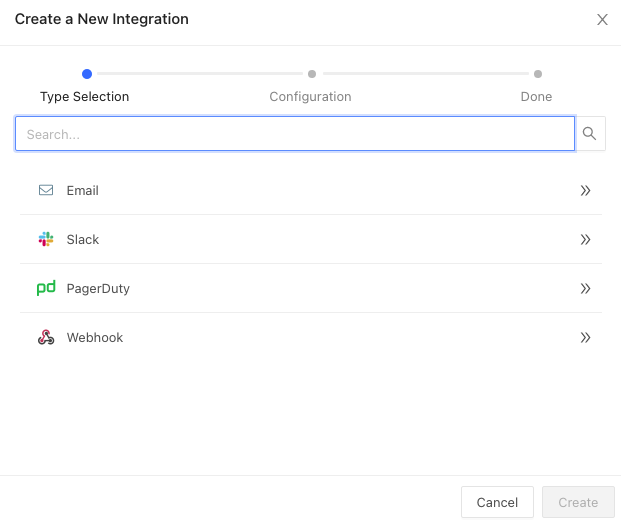 Create a New Integration
Type Selection
Configuration
Done
Search...
Email
Slack
pd PagerDuty
Webhook
Cancel
Create